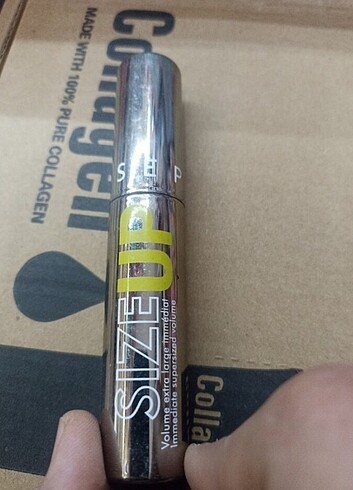 Collagen
MADE WITH 100% PURE COLLAGEN
S E P
SIZE UP
Volume extra large immédiat
Immediate supersized volume
Colla